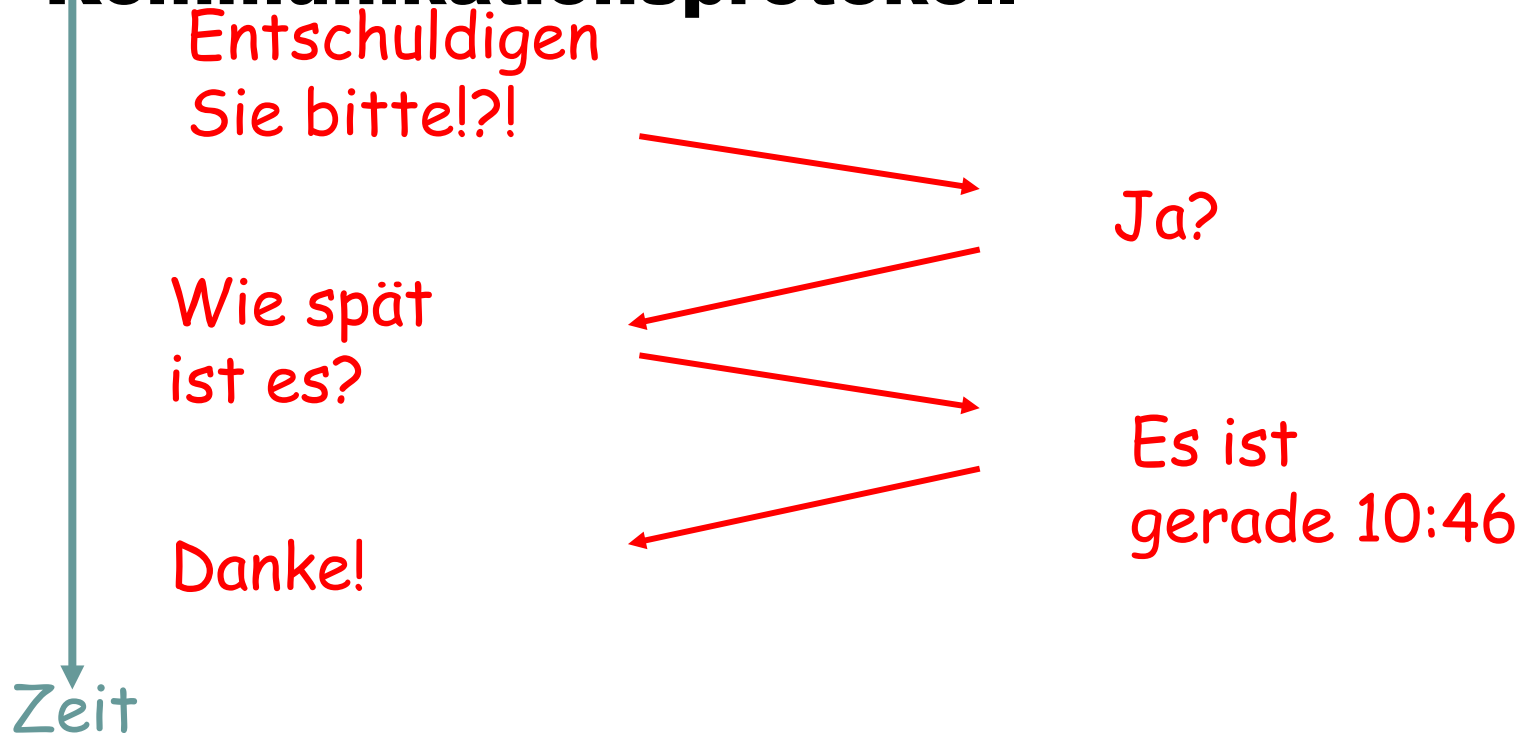 Entschuldigen
Sie bitte!?!
Ja?
Wie spät
ist es?
Es ist
gerade 10:46
Danke!
Zeit